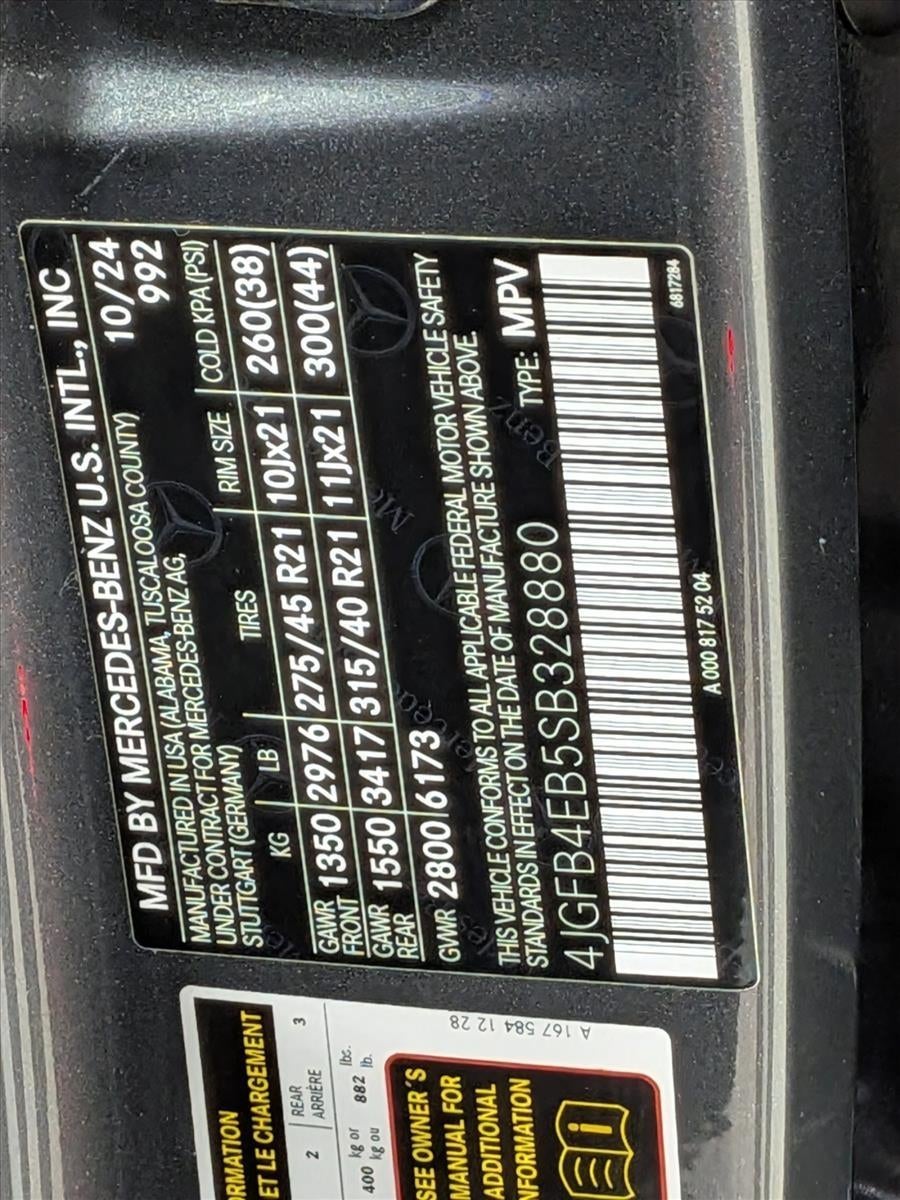 MFD BY MERCEDES-BENZ U.S. INTL., INC
MANUFACTURED IN USA (ALABAMA, TUSCALOOSA COUNTY) 10/24
UNDER CONTRACT FOR MERCEDES-BENZ AG, 992
STUTTGART (GERMANY)
KG LB TIRES RIM SIZE COLD KPA (PSI)
GAWR FRONT 1350 2976 275/45 R21 10Jx21 260(38)
GAWR REAR 1550 3417 315/40 R21 11Jx21 300(44)
GVWR 2800 6173
THIS VEHICLE CONFORMS TO ALL APPLICABLE FEDERAL MOTOR VEHICLE SAFETY
STANDARDS IN EFFECT ON THE DATE OF MANUFACTURE SHOWN ABOVE.
4JGFB4EB5SB328880 TYPE: MPV
A 000 817 52 04 6817284
ET LE CHARGEMENT
2 REAR 3
ARRIÈRE
400 kg or 882 lbs.
kg ou lb.
SEE OWNER'S
MANUAL FOR
ADDITIONAL
INFORMATION
A 167 584 12 28